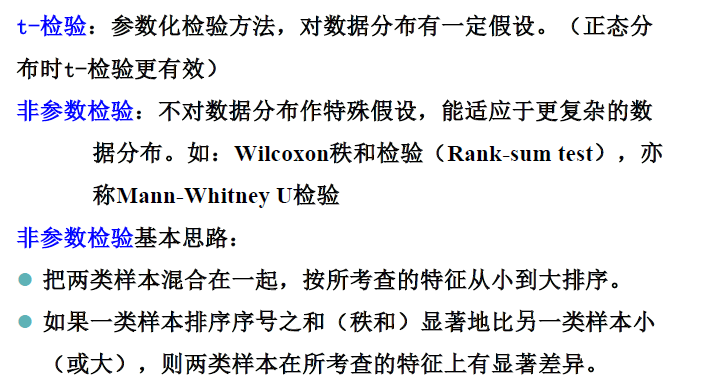 t-检验：参数化检验方法，对数据分布有一定假设。（正态分
布时t-检验更有效）
非参数检验：不对数据分布作特殊假设，能适应于更复杂的数
据分布。如：Wilcoxon秩和检验（Rank-sum test），亦
称Mann-Whitney U检验
非参数检验基本思路：
● 把两类样本混合在一起，按所考查的特征从小到大排序。
● 如果一类样本排序序号之和（秩和）显著地比另一类样本小
（或大），则两类样本在所考查的特征上有显著差异。